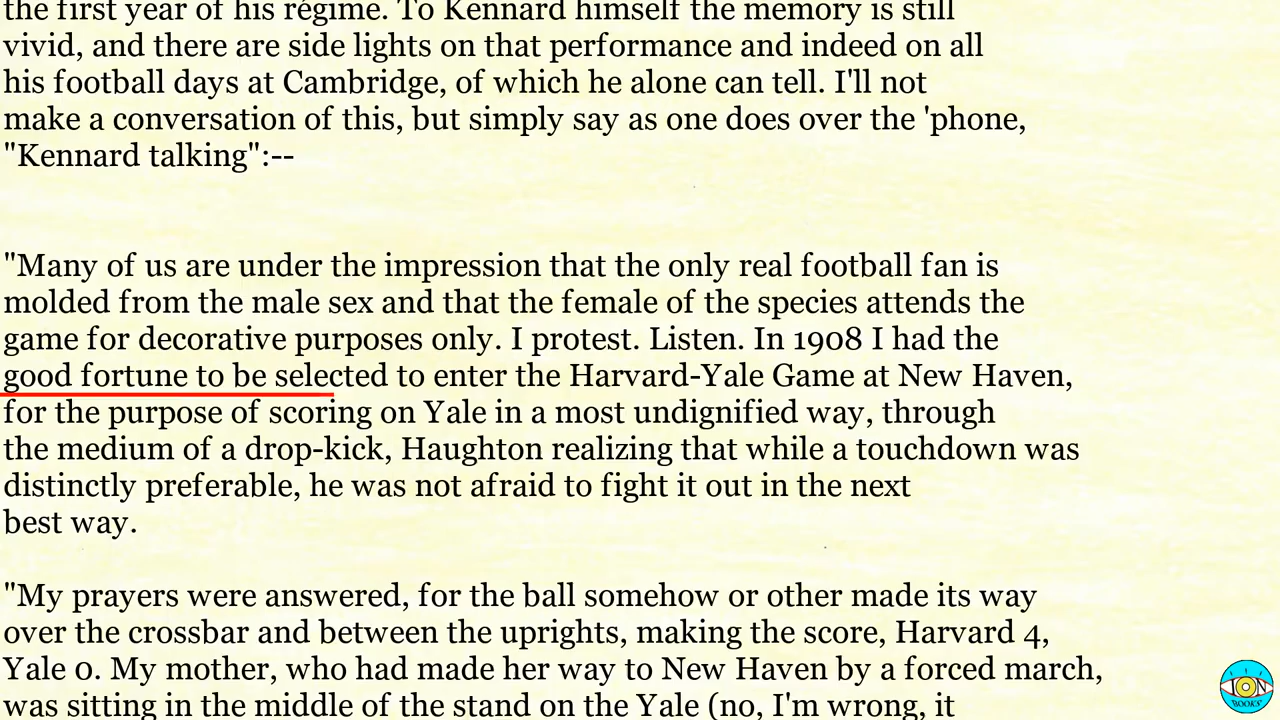 the first year of his régime. To Kennard himself the memory is still
vivid, and there are side lights on that performance and indeed on all
his football days at Cambridge, of which he alone can tell. I'll not
make a conversation of this, but simply say as one does over the 'phone,
"Kennard talking":--
"Many of us are under the impression that the only real football fan is
molded from the male sex and that the female of the species attends the
game for decorative purposes only. I protest. Listen. In 1908 I had the
good fortune to be selected to enter the Harvard-Yale Game at New Haven,
for the purpose of scoring on Yale in a most undignified way, through
the medium of a drop-kick, Haughton realizing that while a touchdown was
distinctly preferable, he was not afraid to fight it out in the next
best way.
"My prayers were answered, for the ball somehow or other made its way
over the crossbar and between the uprights, making the score, Harvard 4,
Yale 0. My mother, who had made her way to New Haven by a forced march,
was sitting in the middle of the stand on the Yale (no, I'm wrong, it
ION
BOOKS